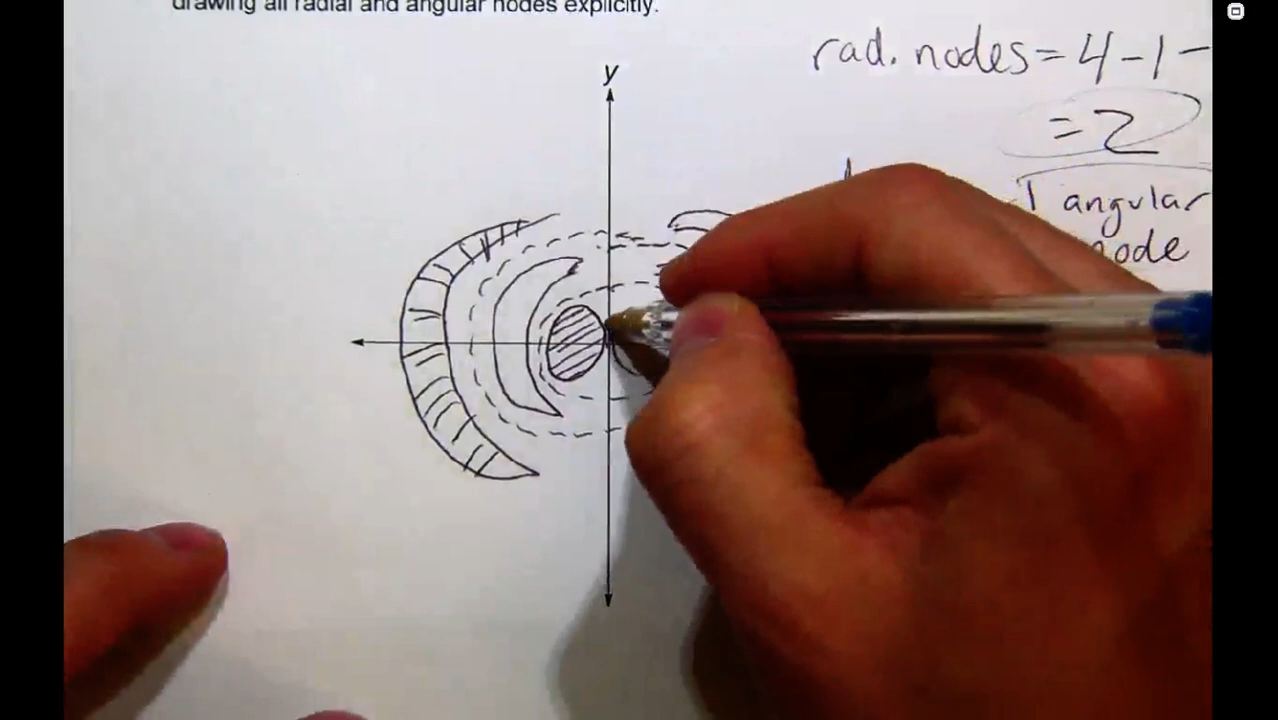 drawing all radial and angular nodes explicitly.
y
rad. nodes = 4 - 1 -
= 2
1 angular
node